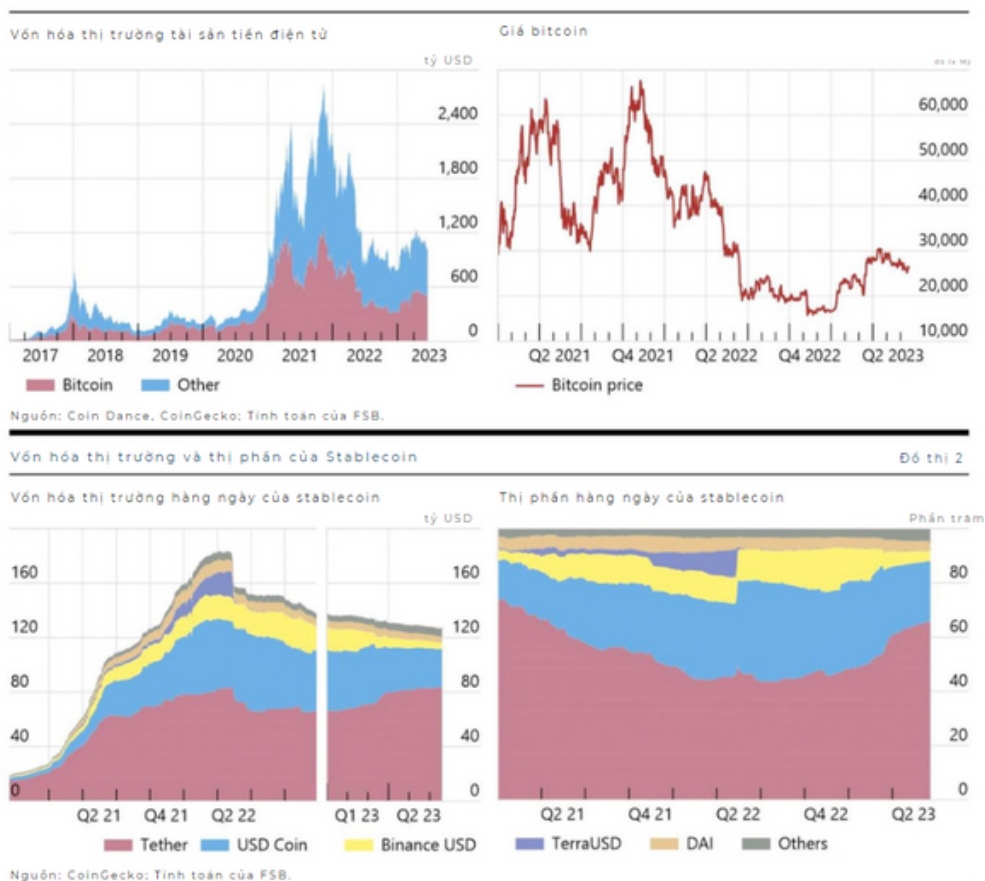 Vốn hóa thị trường tài sản tiền điện tử
tỷ USD
2,400
1,800
1,200
600
0
2017 2018 2019 2020 2021 2022 2023
Bitcoin Other
Giá bitcoin
60,000
50,000
40,000
30,000
20,000
10,000
Q2 2021 Q4 2021 Q2 2022 Q4 2022 Q2 2023
Bitcoin price
Nguồn: Coin Dance, CoinGecko; Tính toán của FSB.
Vốn hóa thị trường và thị phần của Stablecoin
Đồ thị 2
Vốn hóa thị trường hàng ngày của stablecoin
tỷ USD
160 160
120 120
80 80
40 40
0 0
Q2 21 Q4 21 Q2 22 Q1 23 Q2 23
Thị phần hàng ngày của stablecoin
Phần trăm
80
60
40
20
0
Q2 21 Q4 21 Q2 22 Q4 22 Q2 23
Tether USD Coin Binance USD TerraUSD DAI Others
Nguồn: CoinGecko; Tính toán của FSB.